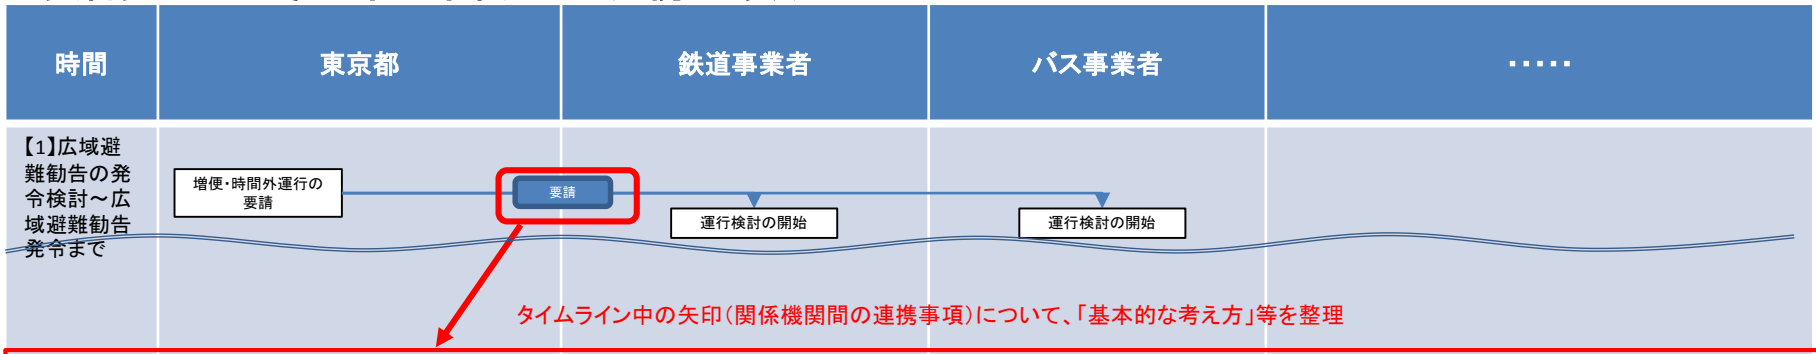 時間
東京都
鉄道事業者
バス事業者
・・・・・
【1】広域避
難勧告の発
令検討～広
域避難勧告
発令まで
増便・時間外運行の
要請
要請
運行検討の開始
運行検討の開始
タイムライン中の矢印（関係機関間の連携事項）について、「基本的な考え方」等を整理